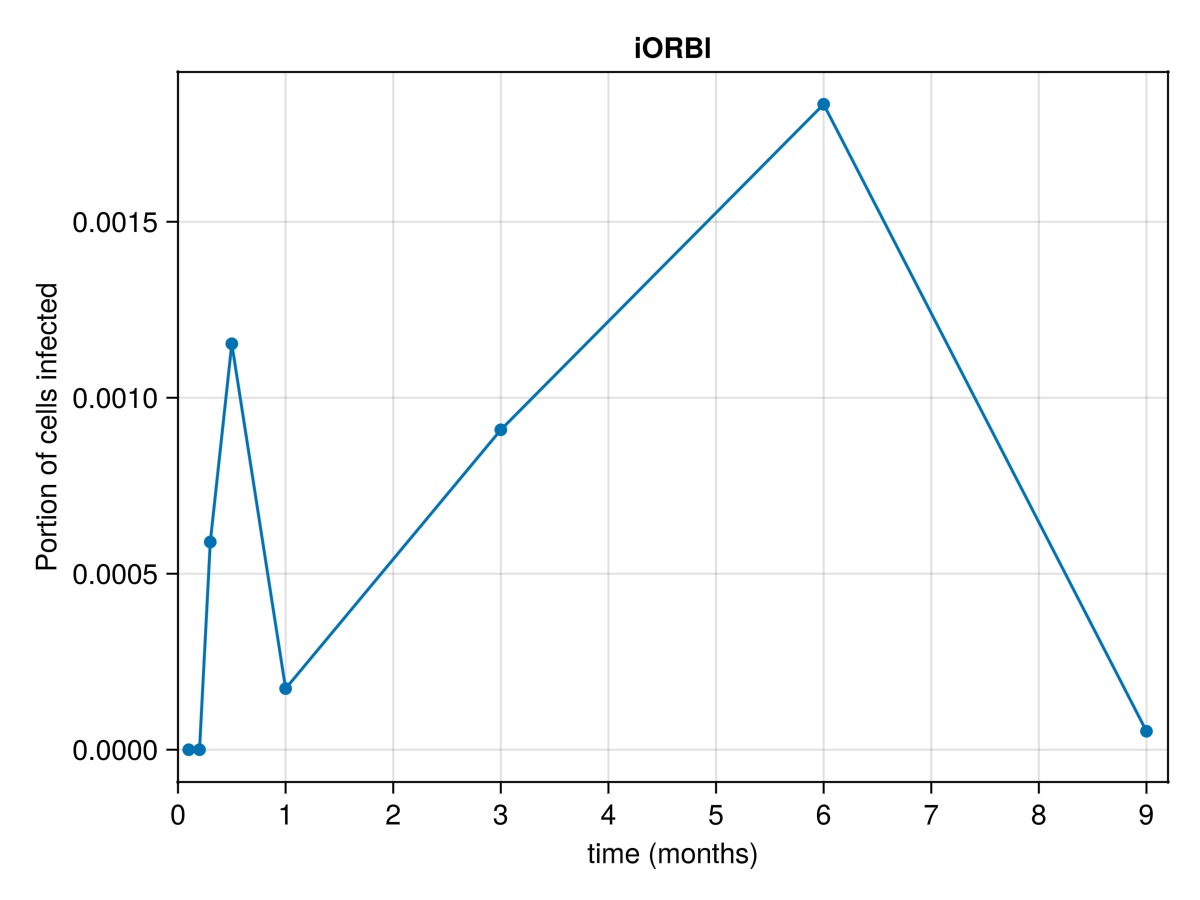 iORBI
0.0015
0.0010
0.0005
0.0000
Portion of cells infected
0 1 2 3 4 5 6 7 8 9
time (months)